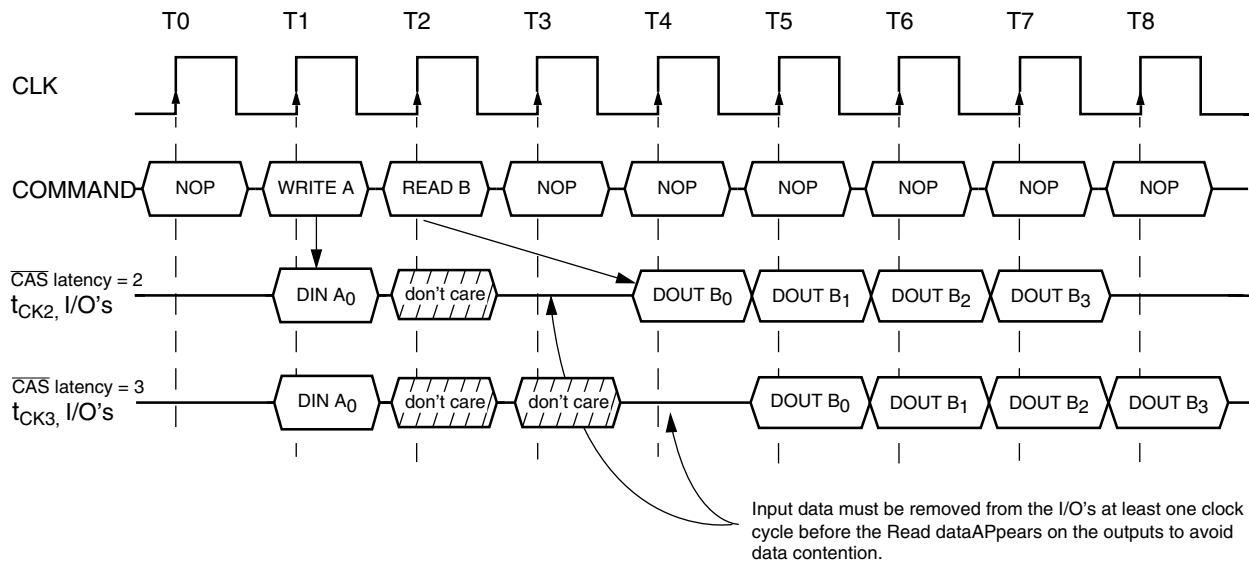 T0 T1 T2 T3 T4 T5 T6 T7 T8
CLK
COMMAND NOP WRITE A READ B NOP NOP NOP NOP NOP NOP
CAS latency = 2
tCK2, I/O's DIN A0 don't care DOUT B0 DOUT B1 DOUT B2 DOUT B3
CAS latency = 3
tCK3, I/O's DIN A0 don't care don't care DOUT B0 DOUT B1 DOUT B2 DOUT B3
Input data must be removed from the I/O's at least one clock
cycle before the Read dataAPpears on the outputs to avoid
data contention.